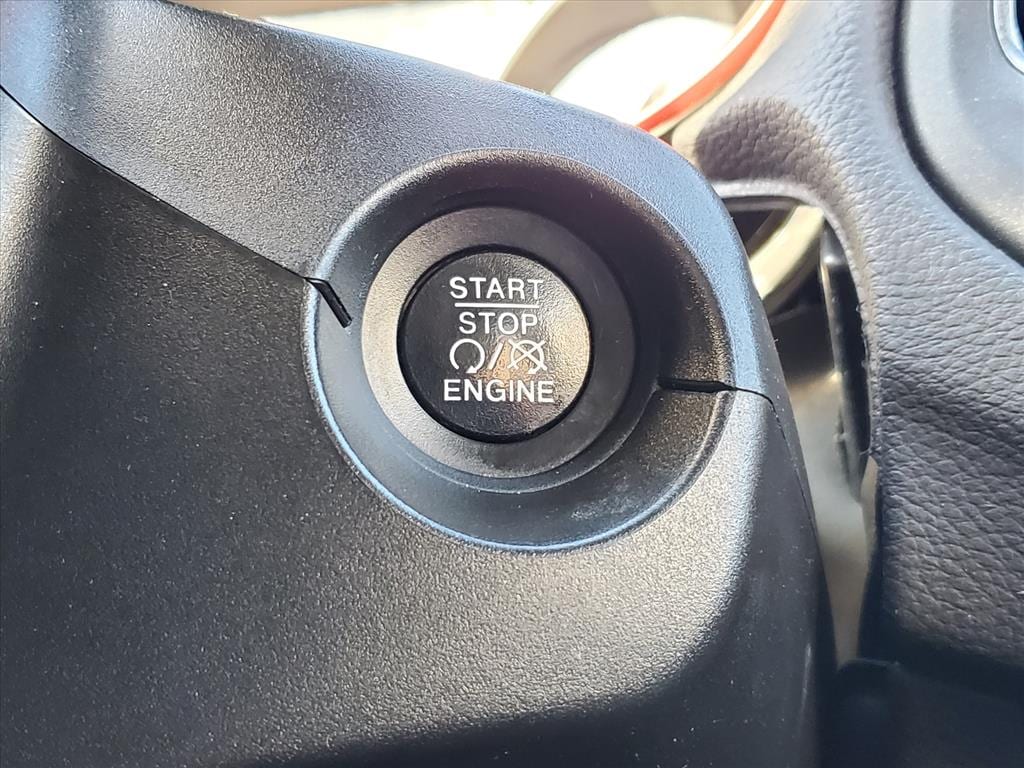 START
STOP
/
ENGINE